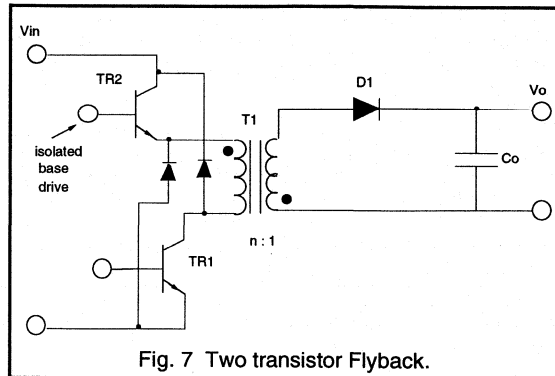 Vin
TR2
isolated
base
drive
T1
D1
Vo
Co
n : 1
TR1
Fig. 7 Two transistor Flyback.